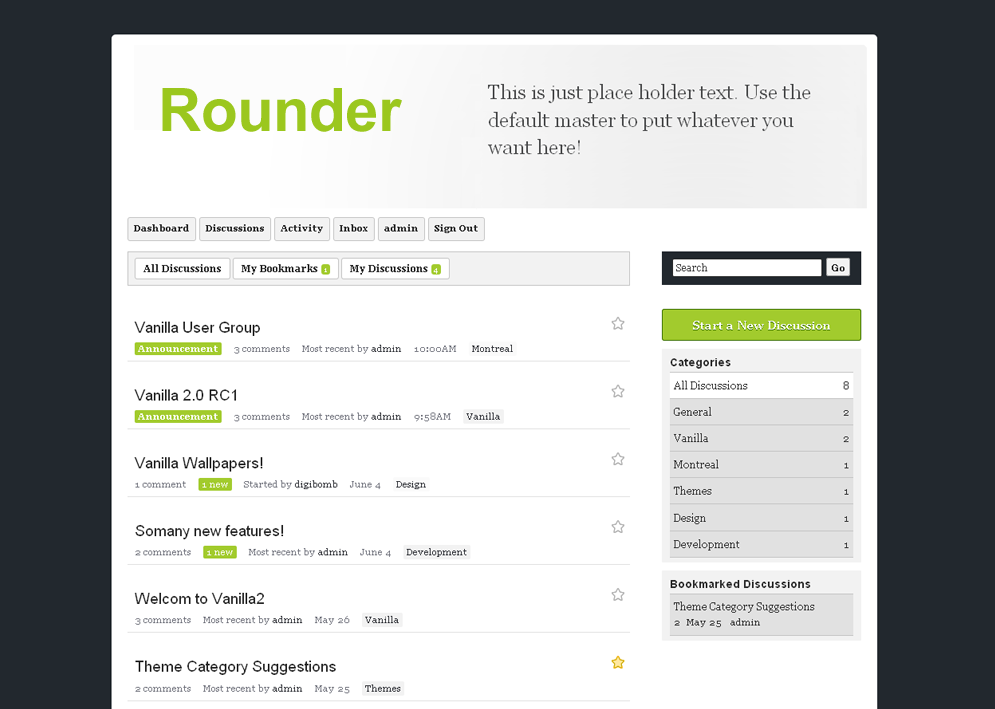 Rounder
This is just place holder text. Use the
default master to put whatever you
want here!
Dashboard Discussions Activity Inbox admin Sign Out
All Discussions My Bookmarks 1 My Discussions 4
Search Go
Vanilla User Group
Announcement 3 comments Most recent by admin 10:00AM Montreal
Vanilla 2.0 RC1
Announcement 3 comments Most recent by admin 9:58AM Vanilla
Vanilla Wallpapers!
1 comment 1 new Started by digibomb June 4 Design
Somany new features!
2 comments 1 new Most recent by admin June 4 Development
Welcom to Vanilla2
3 comments Most recent by admin May 26 Vanilla
Theme Category Suggestions
2 comments Most recent by admin May 25 Themes
Start a New Discussion
Categories
All Discussions 8
General 2
Vanilla 2
Montreal 1
Themes 1
Design 1
Development 1
Bookmarked Discussions
Theme Category Suggestions
2 May 25 admin